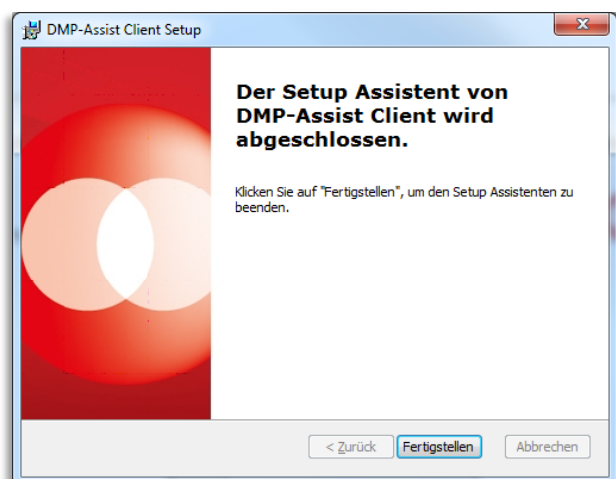 DMP-Assist Client Setup
Der Setup Assistent von
DMP-Assist Client wird
abgeschlossen.
Klicken Sie auf "Fertigstellen", um den Setup Assistenten zu
beenden.
< Zurück Fertigstellen Abbrechen